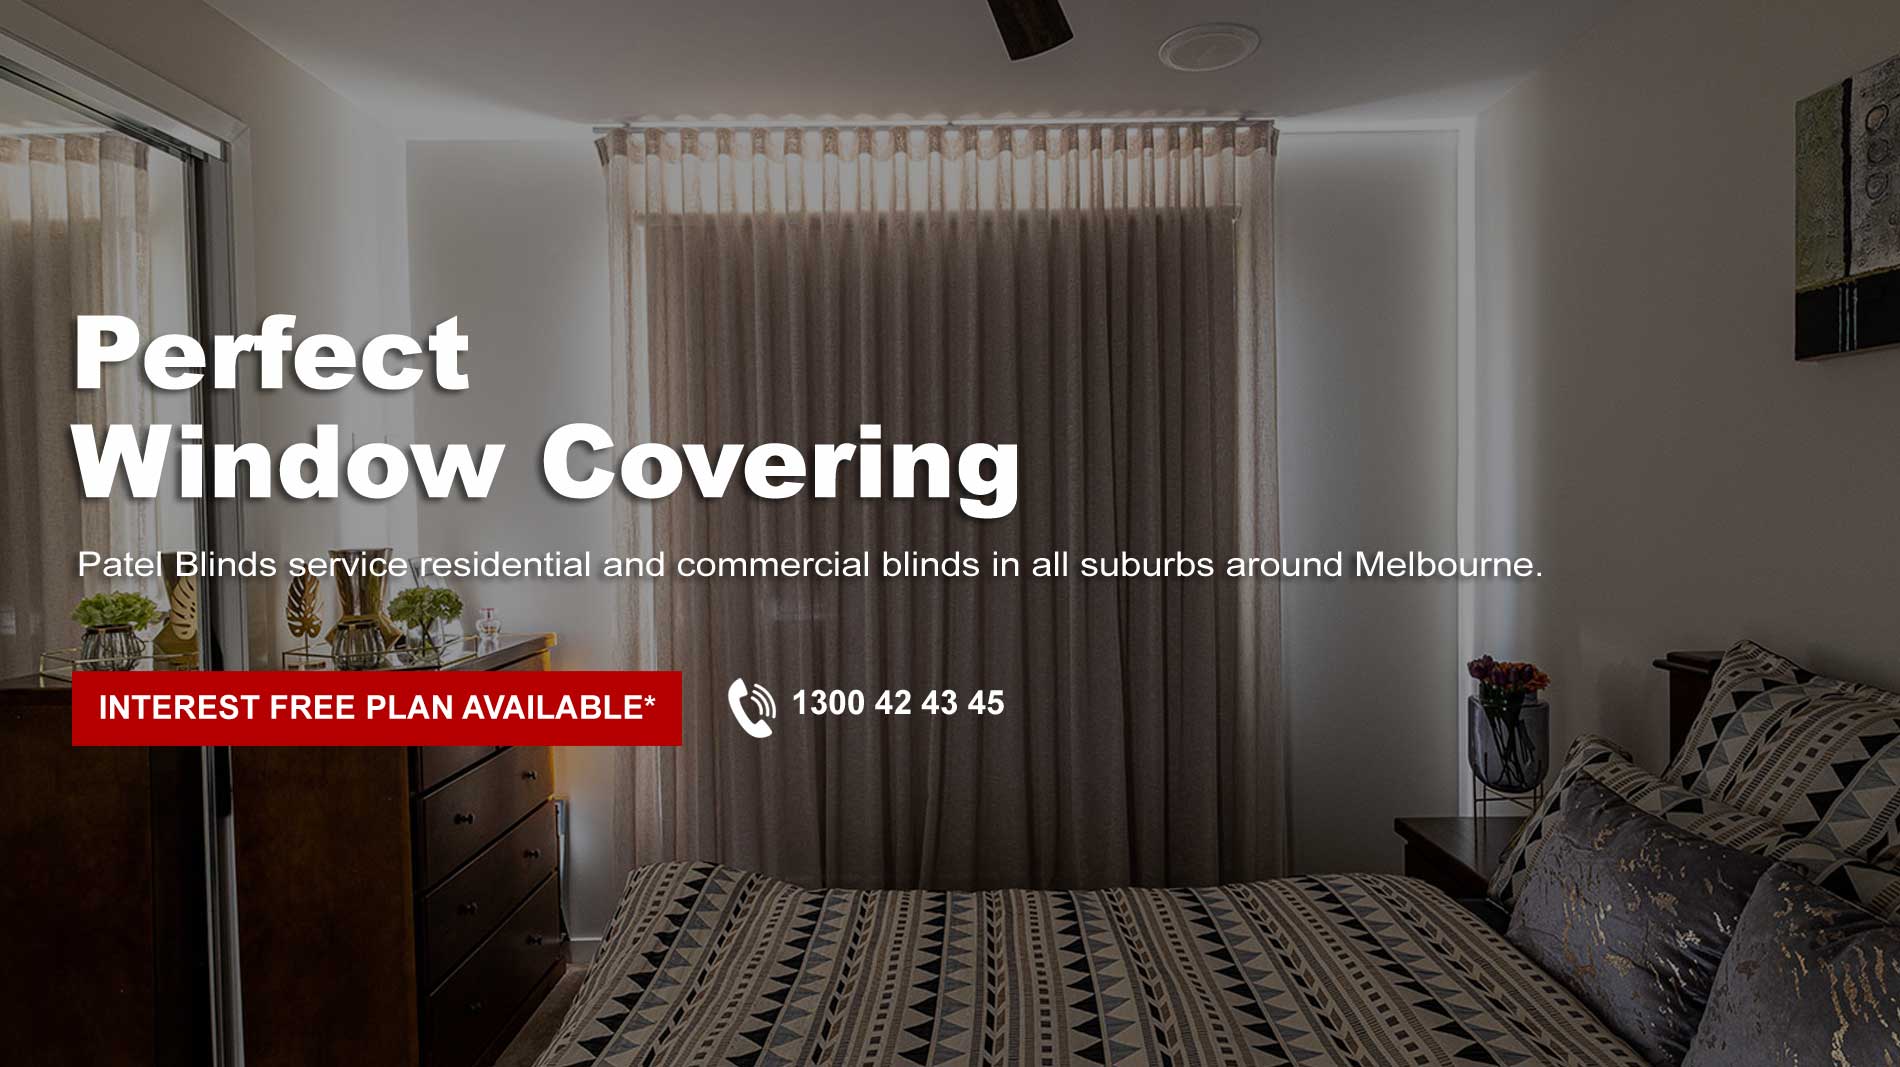 Perfect
Window Covering
Patel Blinds service residential and commercial blinds in all suburbs around Melbourne.
INTEREST FREE PLAN AVAILABLE*
1300 42 43 45